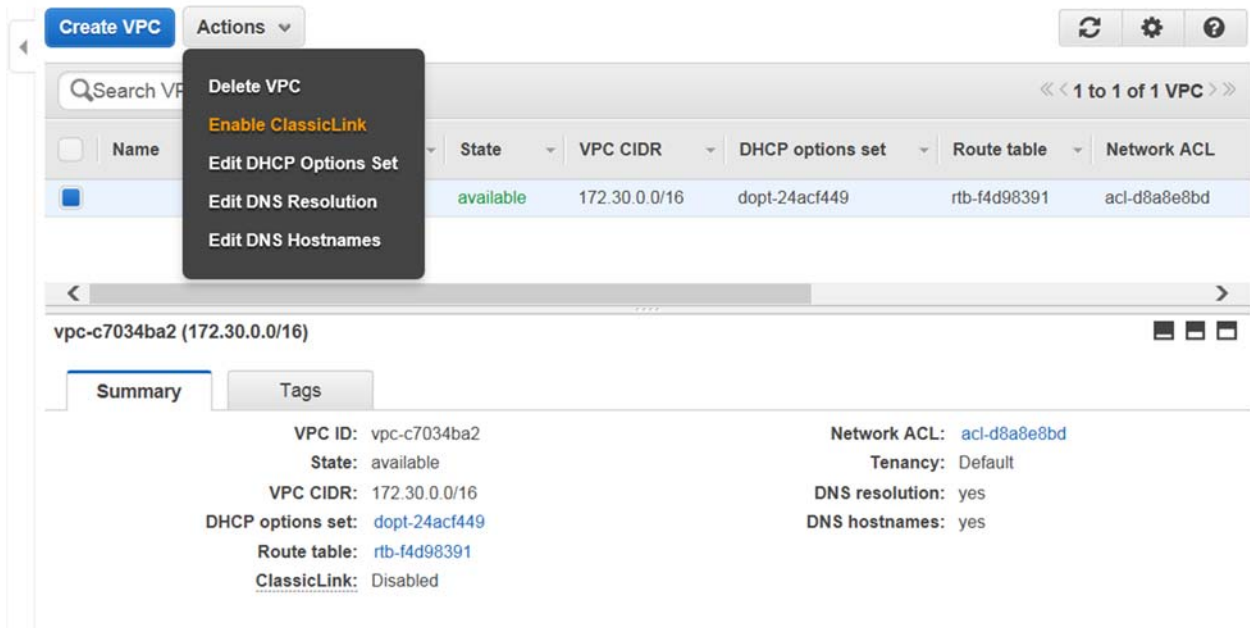 Create VPC Actions
Search VP
1 to 1 of 1 VPC
Delete VPC
Enable ClassicLink
Edit DHCP Options Set
Edit DNS Resolution
Edit DNS Hostnames
Name State VPC CIDR DHCP options set Route table Network ACL
available 172.30.0.0/16 dopt-24acf449 rtb-f4d98391 acl-d8a8e8bd
vpc-c7034ba2 (172.30.0.0/16)
Summary Tags
VPC ID: vpc-c7034ba2
State: available
VPC CIDR: 172.30.0.0/16
DHCP options set: dopt-24acf449
Route table: rtb-f4d98391
ClassicLink: Disabled
Network ACL: acl-d8a8e8bd
Tenancy: Default
DNS resolution: yes
DNS hostnames: yes